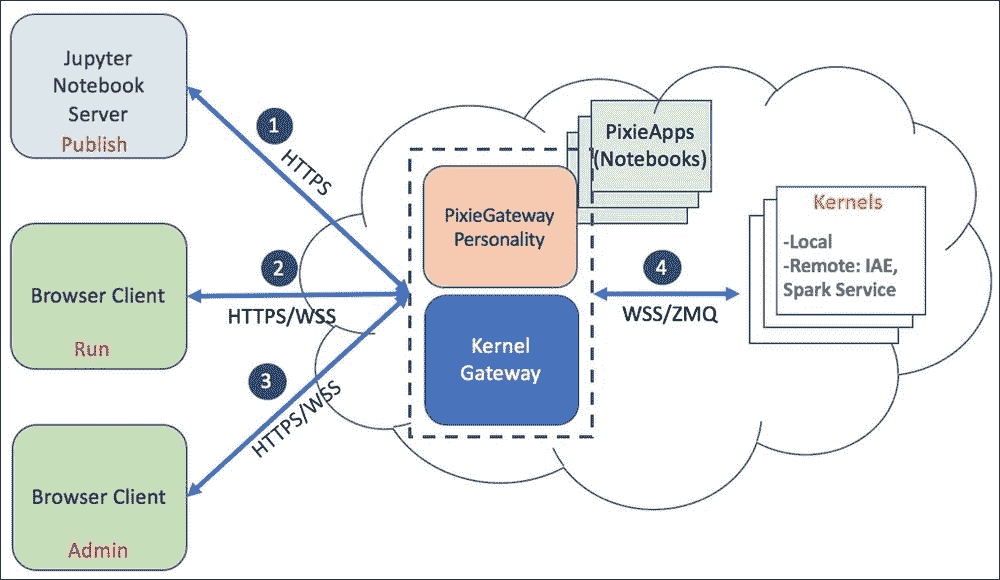 Jupyter
Notebook
Server
Publish
1
HTTPS
Browser Client
Run
2
HTTPS/WSS
3
HTTPS/WSS
Browser Client
Admin
PixieGateway
Personality
Kernel
Gateway
PixieApps
(Notebooks)
4
WSS/ZMQ
Kernels
-Local
-Remote: IAE,
Spark Service